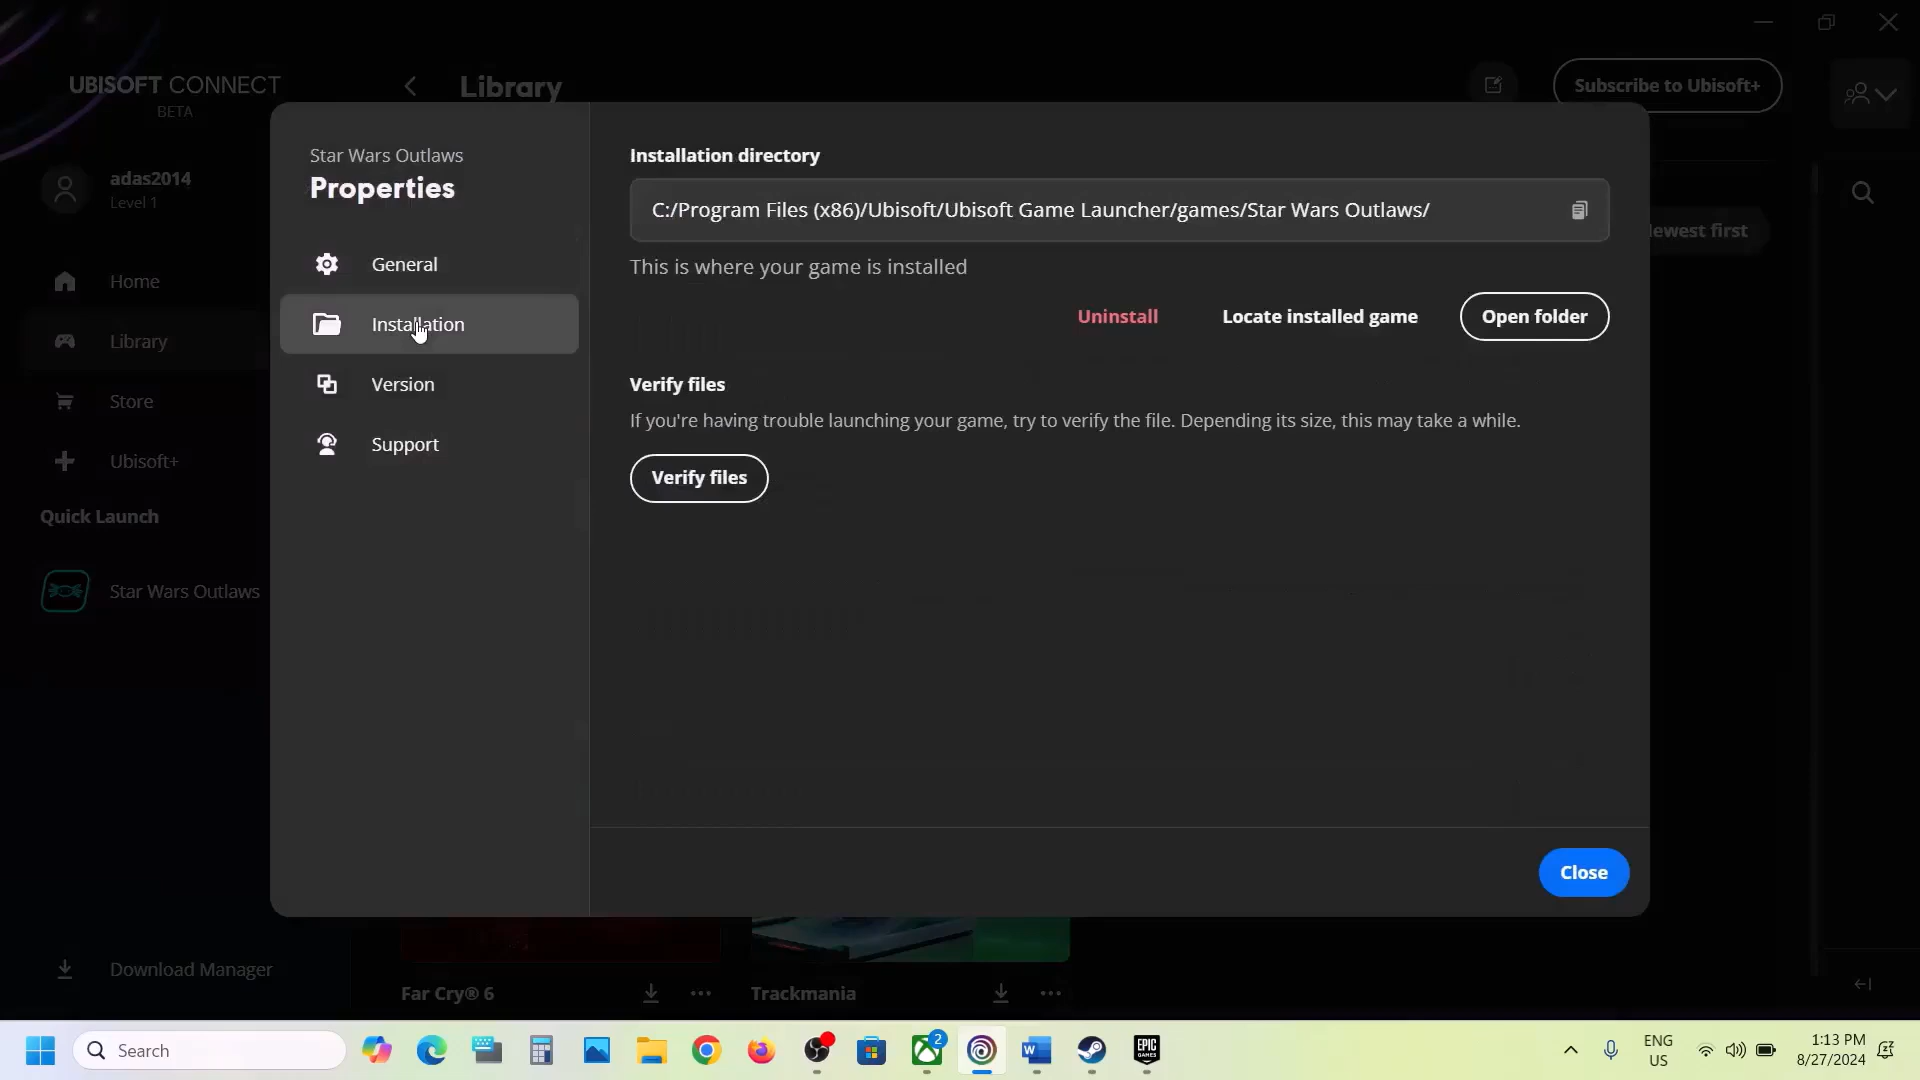 UBISOFT CONNECT
BETA
Library
Subscribe to Ubisoft+
adas2014
Level 1
Home
Library
Store
Ubisoft+
Quick Launch
Star Wars Outlaws
Download Manager
Star Wars Outlaws
Properties
General
Installation
Version
Support
Installation directory
C:/Program Files (x86)/Ubisoft/Ubisoft Game Launcher/games/Star Wars Outlaws/
This is where your game is installed
Uninstall
Locate installed game
Open folder
Verify files
If you're having trouble launching your game, try to verify the file. Depending its size, this may take a while.
Verify files
Close
ewest first
Far Cry® 6
Trackmania
Search
2
EPIC
GAMES
ENG
US
1:13 PM
8/27/2024